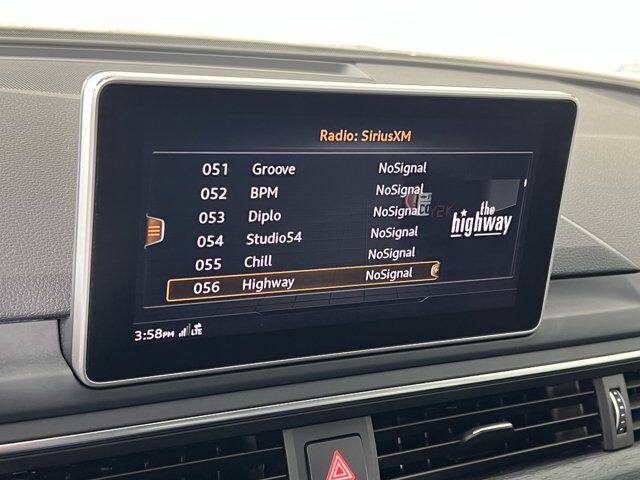 Radio: SiriusXM
051 Groove NoSignal
052 BPM NoSignal
053 Diplo NoSignal
054 Studio54 NoSignal
055 Chill NoSignal
056 Highway NoSignal
Y2K
the
highway
3:58PM LTE